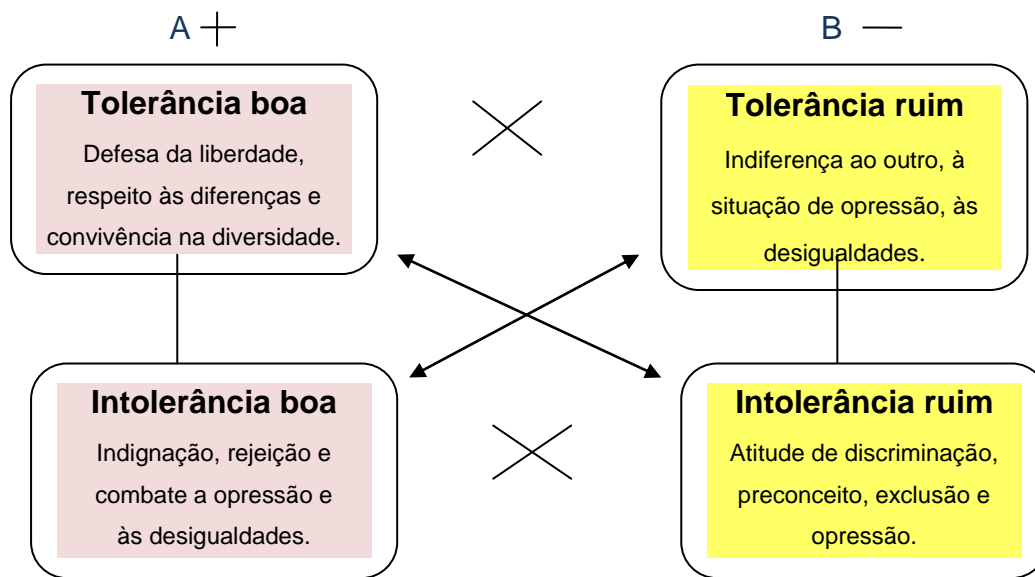 A +
B —
Tolerância boa
Defesa da liberdade,
respeito às diferenças e
convivência na diversidade.
Tolerância ruim
Indiferença ao outro, à
situação de opressão, às
desigualdades.
Intolerância boa
Indignação, rejeição e
combate a opressão e
às desigualdades.
Intolerância ruim
Atitude de discriminação,
preconceito, exclusão e
opressão.